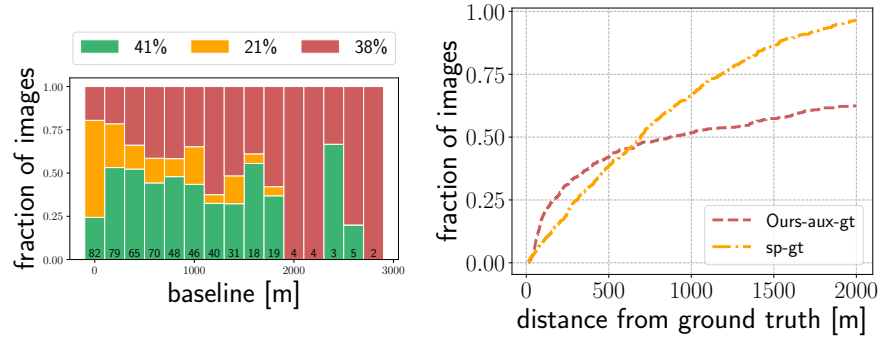 41% 21% 38%
fraction of images
1.00
0.75
0.50
0.25
0.00
82 79 65 70 48 46 40 31 18 19 4 4 3 5 2
0 1000 2000 3000
baseline [m]
fraction of images
1.00
0.75
0.50
0.25
0.00
Ours-aux-gt
sp-gt
0 500 1000 1500 2000
distance from ground truth [m]